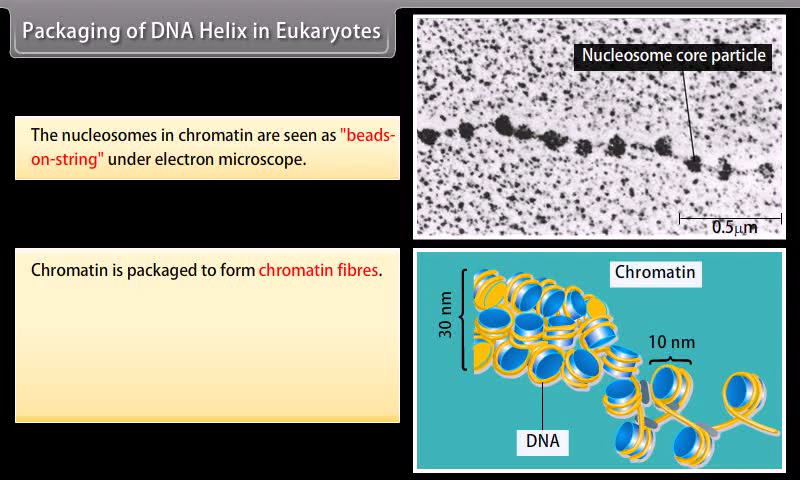 Packaging of DNA Helix in Eukaryotes
The nucleosomes in chromatin are seen as "beads-
on-string" under electron microscope.
Nucleosome core particle
0.5μm
Chromatin is packaged to form chromatin fibres.
Chromatin
30 nm
10 nm
DNA